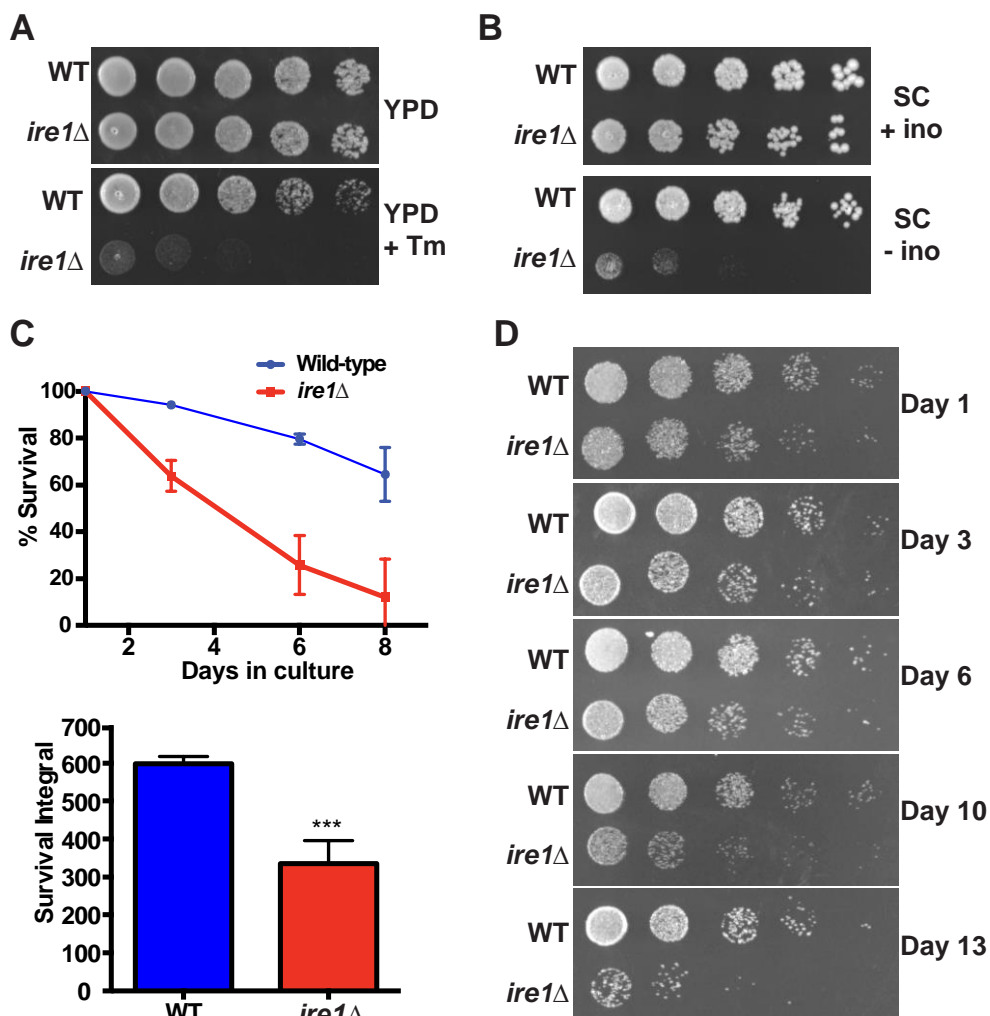 A
WT
ire1Δ
YPD
WT
ire1Δ
YPD
+ Tm
B
WT
ire1Δ
SC
+ ino
WT
ire1Δ
SC
- ino
C
Wild-type
ire1Δ
% Survival
100
80
60
40
20
0
2 4 6 8
Days in culture
Survival Integral
700
600
500
400
300
200
100
0
***
WT ire1Δ
D
WT
ire1Δ
Day 1
WT
ire1Δ
Day 3
WT
ire1Δ
Day 6
WT
ire1Δ
Day 10
WT
ire1Δ
Day 13